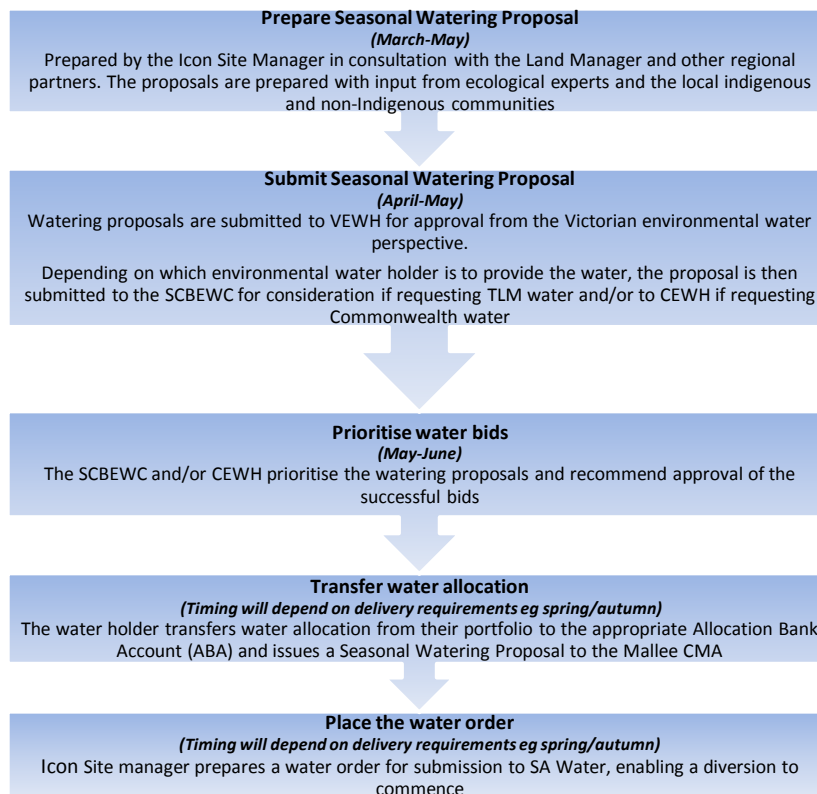 Prepare Seasonal Watering Proposal
(March-May)
Prepared by the Icon Site Manager in consultation with the Land Manager and other regional
partners. The proposals are prepared with input from ecological experts and the local indigenous
and non-Indigenous communities
Submit Seasonal Watering Proposal
(April-May)
Watering proposals are submitted to VEWH for approval from the Victorian environmental water
perspective.
Depending on which environmental water holder is to provide the water, the proposal is then
submitted to the SCBEWC for consideration if requesting TLM water and/or to CEWH if requesting
Commonwealth water
Prioritise water bids
(May-June)
The SCBEWC and/or CEWH prioritise the watering proposals and recommend approval of the
successful bids
Transfer water allocation
(Timing will depend on delivery requirements eg spring/autumn)
The water holder transfers water allocation from their portfolio to the appropriate Allocation Bank
Account (ABA) and issues a Seasonal Watering Proposal to the Mallee CMA
Place the water order
(Timing will depend on delivery requirements eg spring/autumn)
Icon Site manager prepares a water order for submission to SA Water, enabling a diversion to
commence